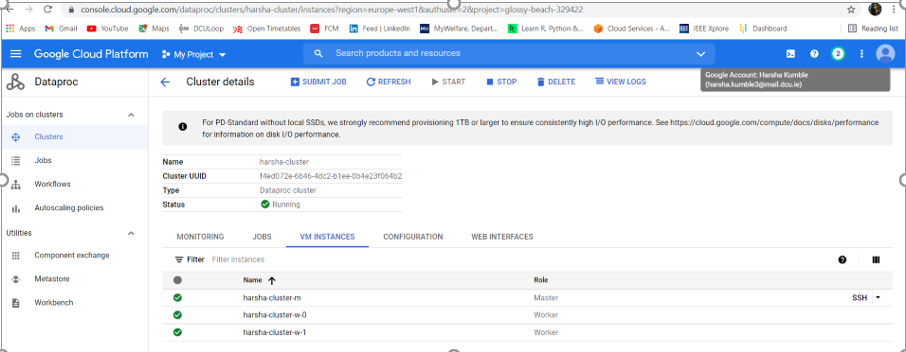 console.cloud.google.com/dataproc/clusters/harsha-cluster/instances?region=europe-west1&authuser=2&project=glossy-beach-329422
Apps Gmail YouTube Maps DCULoop Open Timetables FCM Feed | LinkedIn MyWelfare, Depart... Learn R, Python &... Cloud Services - A... IEEE Xplore Dashboard Reading list
Google Cloud Platform My Project Search products and resources 2
Google Account: Harsha Kumble
(harsha.kumble3@mail.dcu.ie)
Dataproc Cluster details SUBMIT JOB REFRESH START STOP DELETE VIEW LOGS
Jobs on clusters
Clusters
Jobs
Workflows
Autoscaling policies
Utilities
Component exchange
Metastore
Workbench
For PD-Standard without local SSDs, we strongly recommend provisioning 1TB or larger to ensure consistently high I/O performance. See https://cloud.google.com/compute/docs/disks/performance
for information on disk I/O performance.
Name harsha-cluster
Cluster UUID f4ed072e-6b46-4dc2-b1ee-0b4e23f064b2
Type Dataproc cluster
Status Running
MONITORING JOBS VM INSTANCES CONFIGURATION WEB INTERFACES
Filter Filter instances
Name Role
harsha-cluster-m Master SSH
harsha-cluster-w-0 Worker
harsha-cluster-w-1 Worker